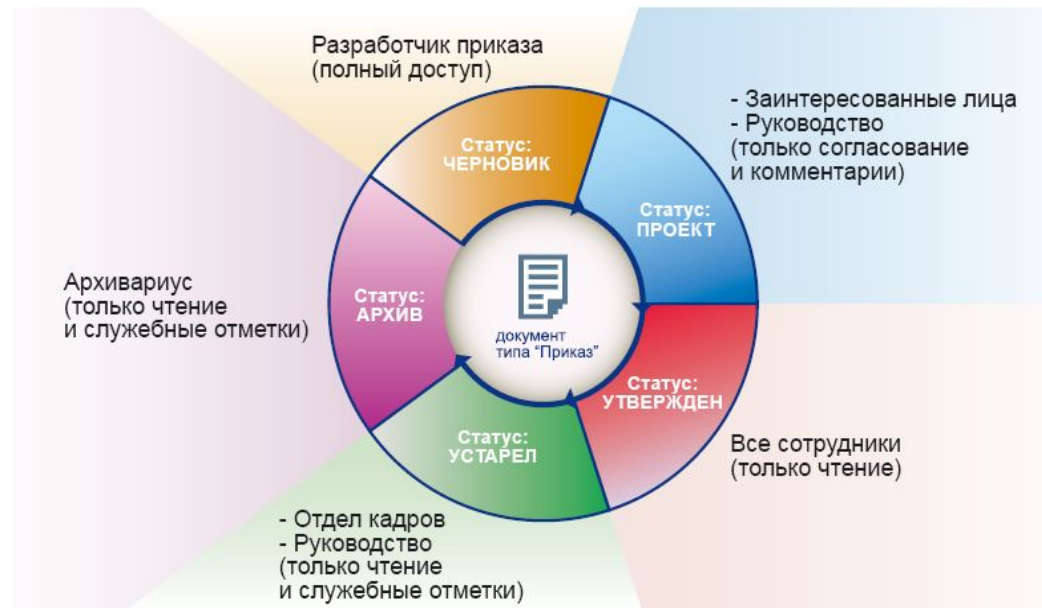 Разработчик приказа
(полный доступ)
- Заинтересованные лица
- Руководство
(только согласование
и комментарии)
Статус:
ЧЕРНОВИК
Статус:
ПРОЕКТ
Архивариус
(только чтение
и служебные отметки)
Статус:
АРХИВ
документ
типа “Приказ”
Статус:
УТВЕРЖДЕН
Статус:
УСТАРЕЛ
Все сотрудники
(только чтение)
- Отдел кадров
- Руководство
(только чтение
и служебные отметки)